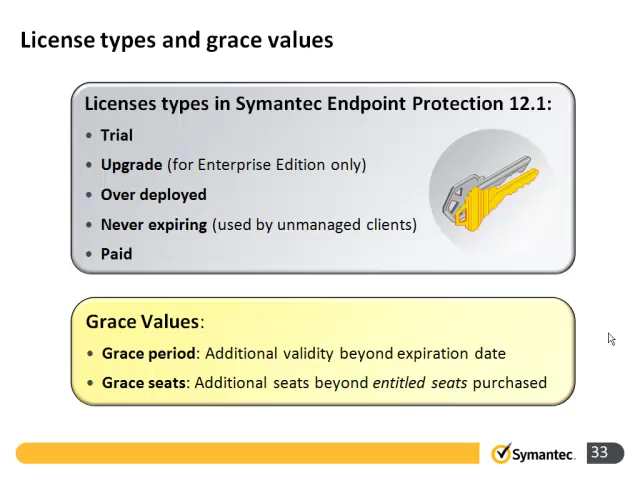 License types and grace values
Licenses types in Symantec Endpoint Protection 12.1:
• Trial
• Upgrade (for Enterprise Edition only)
• Over deployed
• Never expiring (used by unmanaged clients)
• Paid
Grace Values:
• Grace period: Additional validity beyond expiration date
• Grace seats: Additional seats beyond entitled seats purchased
Symantec. 33